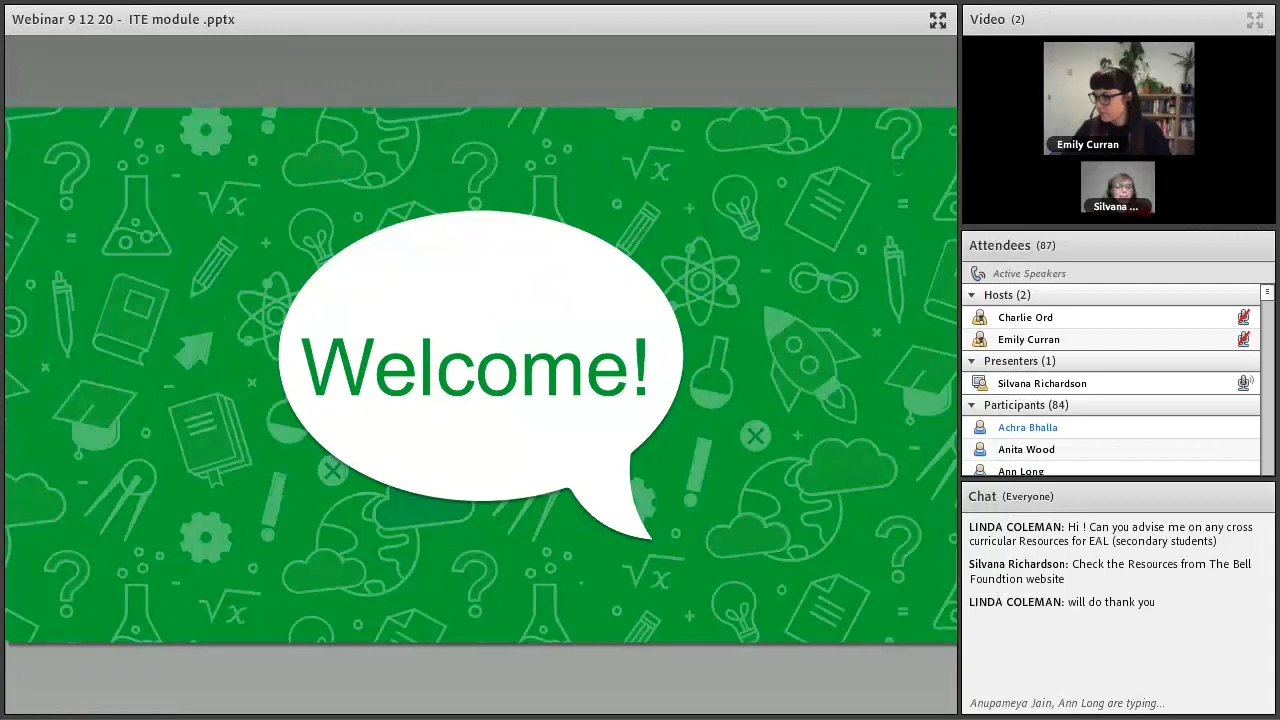 Webinar 9 12 20 -  ITE module .pptx
Welcome!
Video (2)
Emily Curran
Silvana ...
Attendees (87)
Active Speakers
Hosts (2)
Charlie Ord
Emily Curran
Presenters (1)
Silvana Richardson
Participants (84)
Achra Bhalla
Anita Wood
Ann Long
Chat (Everyone)
LINDA COLEMAN: Hi ! Can you advise me on any cross
curricular Resources for EAL (secondary students)
Silvana Richardson: Check the Resources from The Bell
Foundtion website
LINDA COLEMAN: will do thank you
Anupameya Jain, Ann Long are typing...